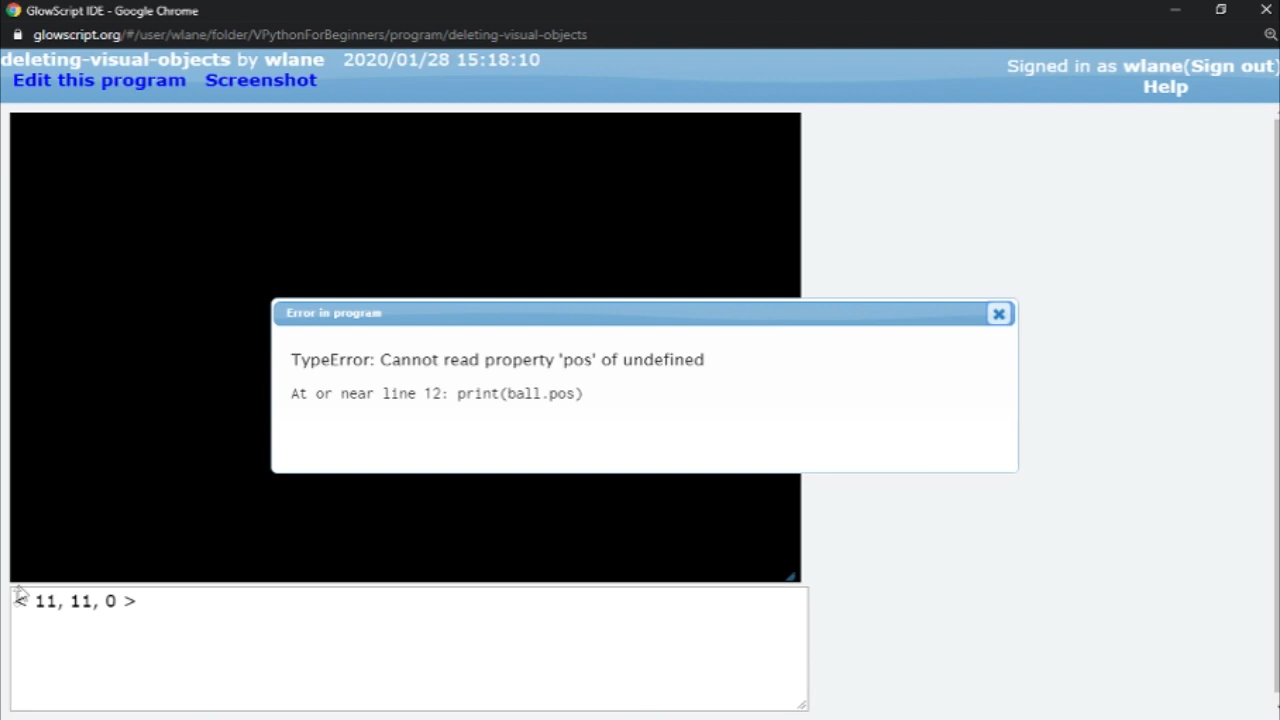 GlowScript IDE - Google Chrome
glowscript.org/#/user/wlane/folder/VPythonForBeginners/program/deleting-visual-objects
deleting-visual-objects by wlane 2020/01/28 15:18:10
Signed in as wlane(Sign out)
Edit this program Screenshot
Help
Error in program
TypeError: Cannot read property 'pos' of undefined
At or near line 12: print(ball.pos)
< 11, 11, 0 >